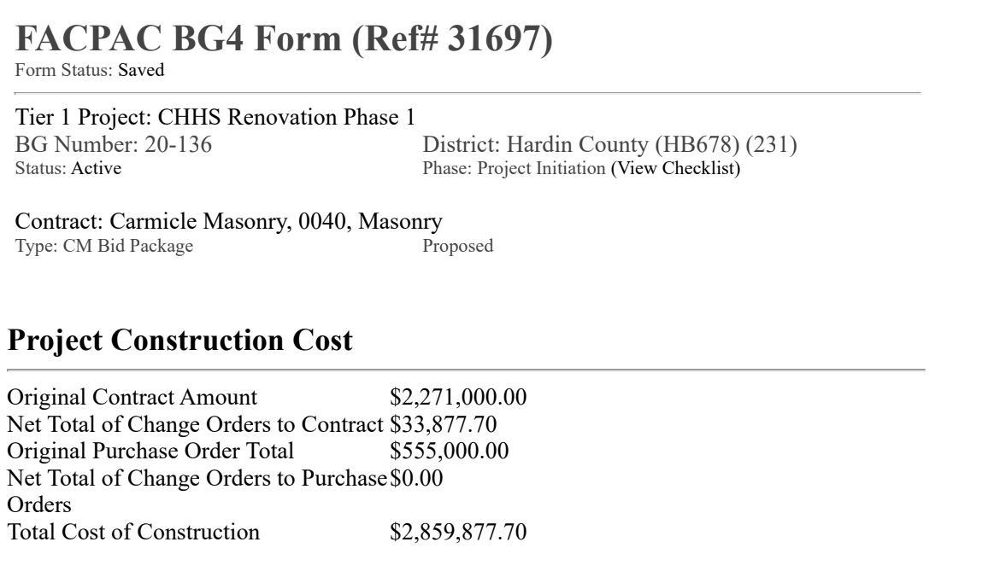 FACPAC BG4 Form (Ref# 31697)
Form Status: Saved
Tier 1 Project: CHHS Renovation Phase 1
BG Number: 20-136 District: Hardin County (HB678) (231)
Status: Active Phase: Project Initiation (View Checklist)
Contract: Carmicle Masonry, 0040, Masonry
Type: CM Bid Package Proposed
Project Construction Cost
Original Contract Amount $2,271,000.00
Net Total of Change Orders to Contract $33,877.70
Original Purchase Order Total $555,000.00
Net Total of Change Orders to Purchase $0.00
Orders
Total Cost of Construction $2,859,877.70